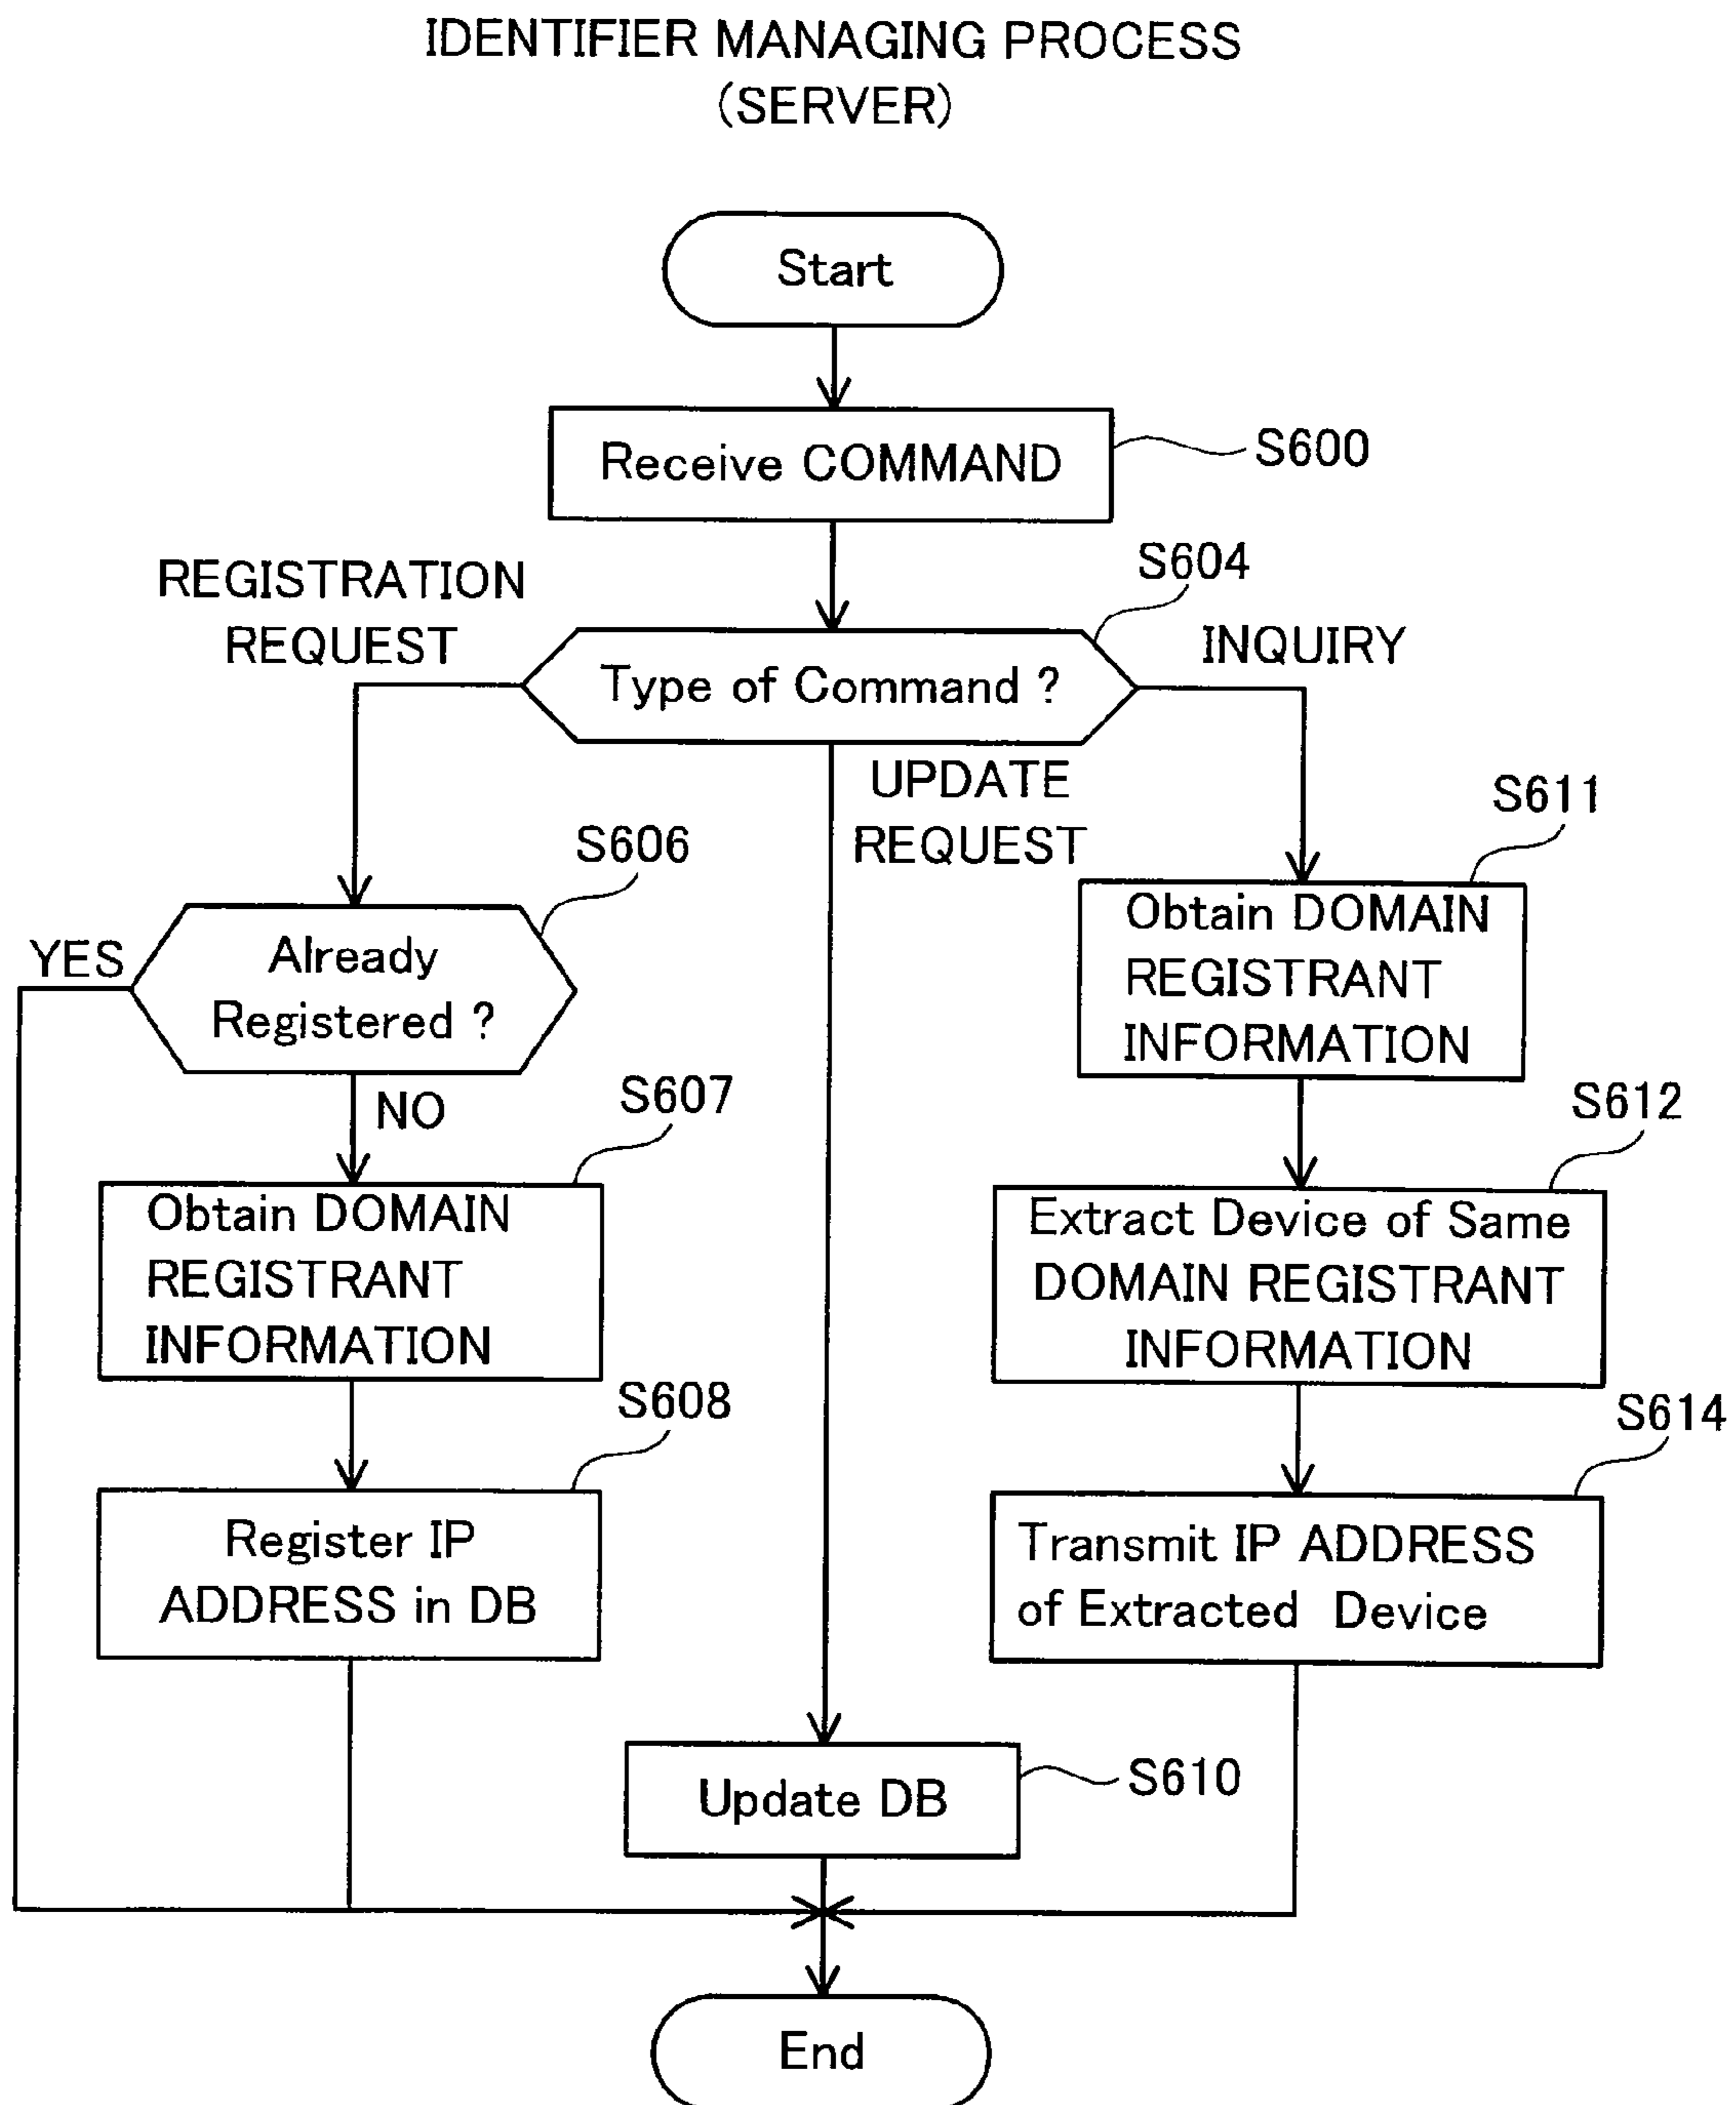 IDENTIFIER MANAGING PROCESS
(SERVER)
Start
Receive COMMAND
S600
S604
REGISTRATION
REQUEST
Type of Command ?
INQUIRY
UPDATE
REQUEST
S606
YES
Already
Registered ?
NO
S611
Obtain DOMAIN
REGISTRANT
INFORMATION
S607
Obtain DOMAIN
REGISTRANT
INFORMATION
S612
Extract Device of Same
DOMAIN REGISTRANT
INFORMATION
S608
Register IP
ADDRESS in DB
S614
Transmit IP ADDRESS
of Extracted Device
Update DB
S610
End